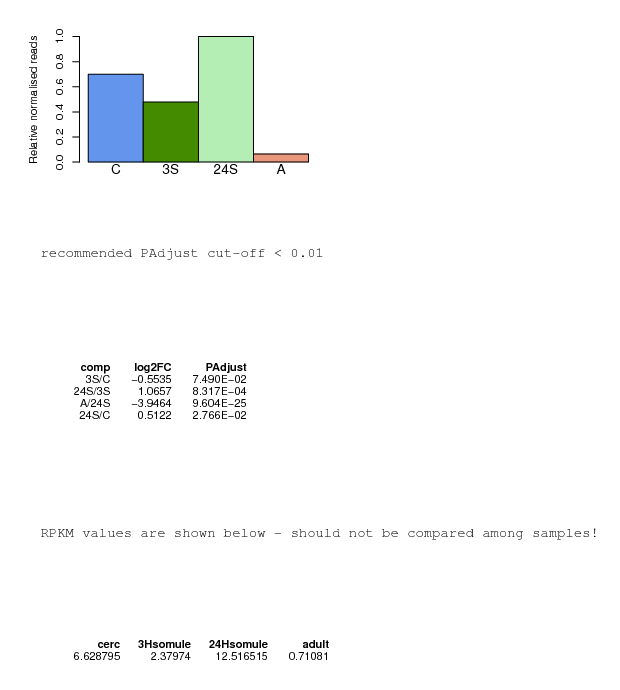 Relative normalised reads
1.0
0.8
0.6
0.4
0.2
0.0
C 3S 24S A
recommended PAdjust cut-off < 0.01
comp log2FC PAdjust
3S/C −0.5535 7.490E−02
24S/3S 1.0657 8.317E−04
A/24S −3.9464 9.604E−25
24S/C 0.5122 2.766E−02
RPKM values are shown below - should not be compared among samples!
cerc 3Hsomule 24Hsomule adult
6.628795 2.37974 12.516515 0.71081